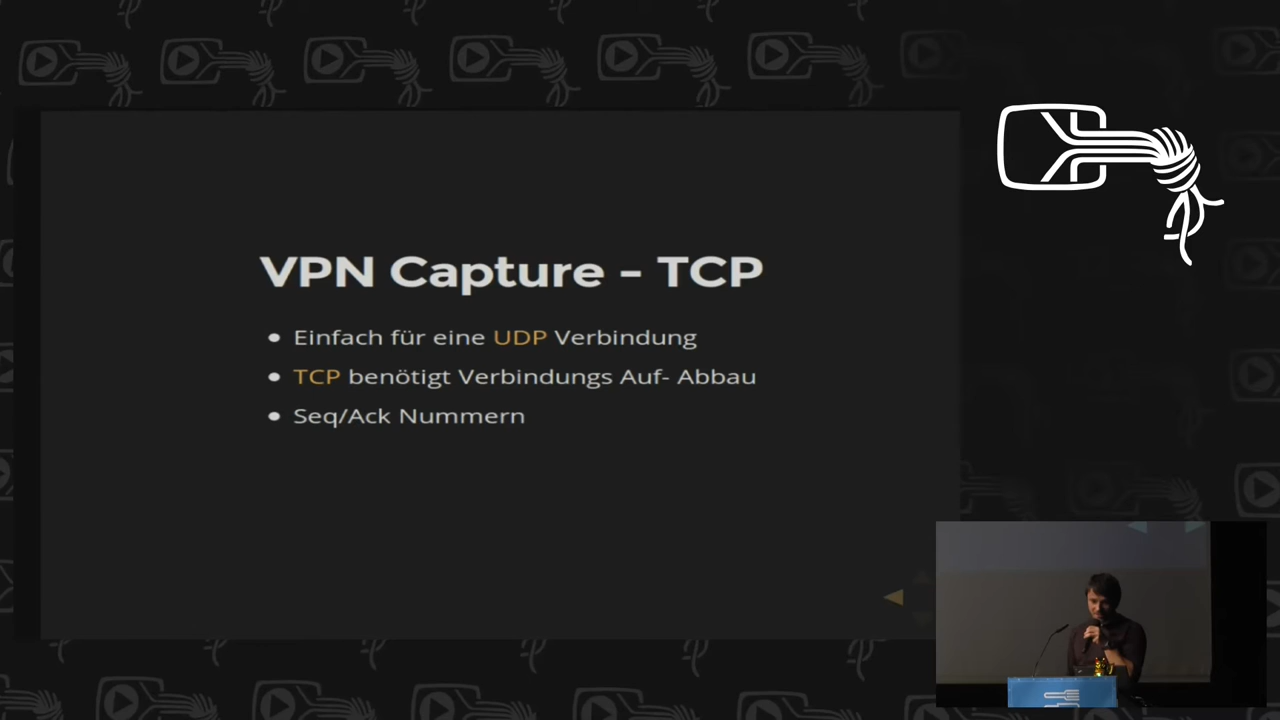 VPN Capture - TCP
Einfach für eine UDP Verbindung
TCP benötigt Verbindungs Auf- Abbau
Seq/Ack Nummern